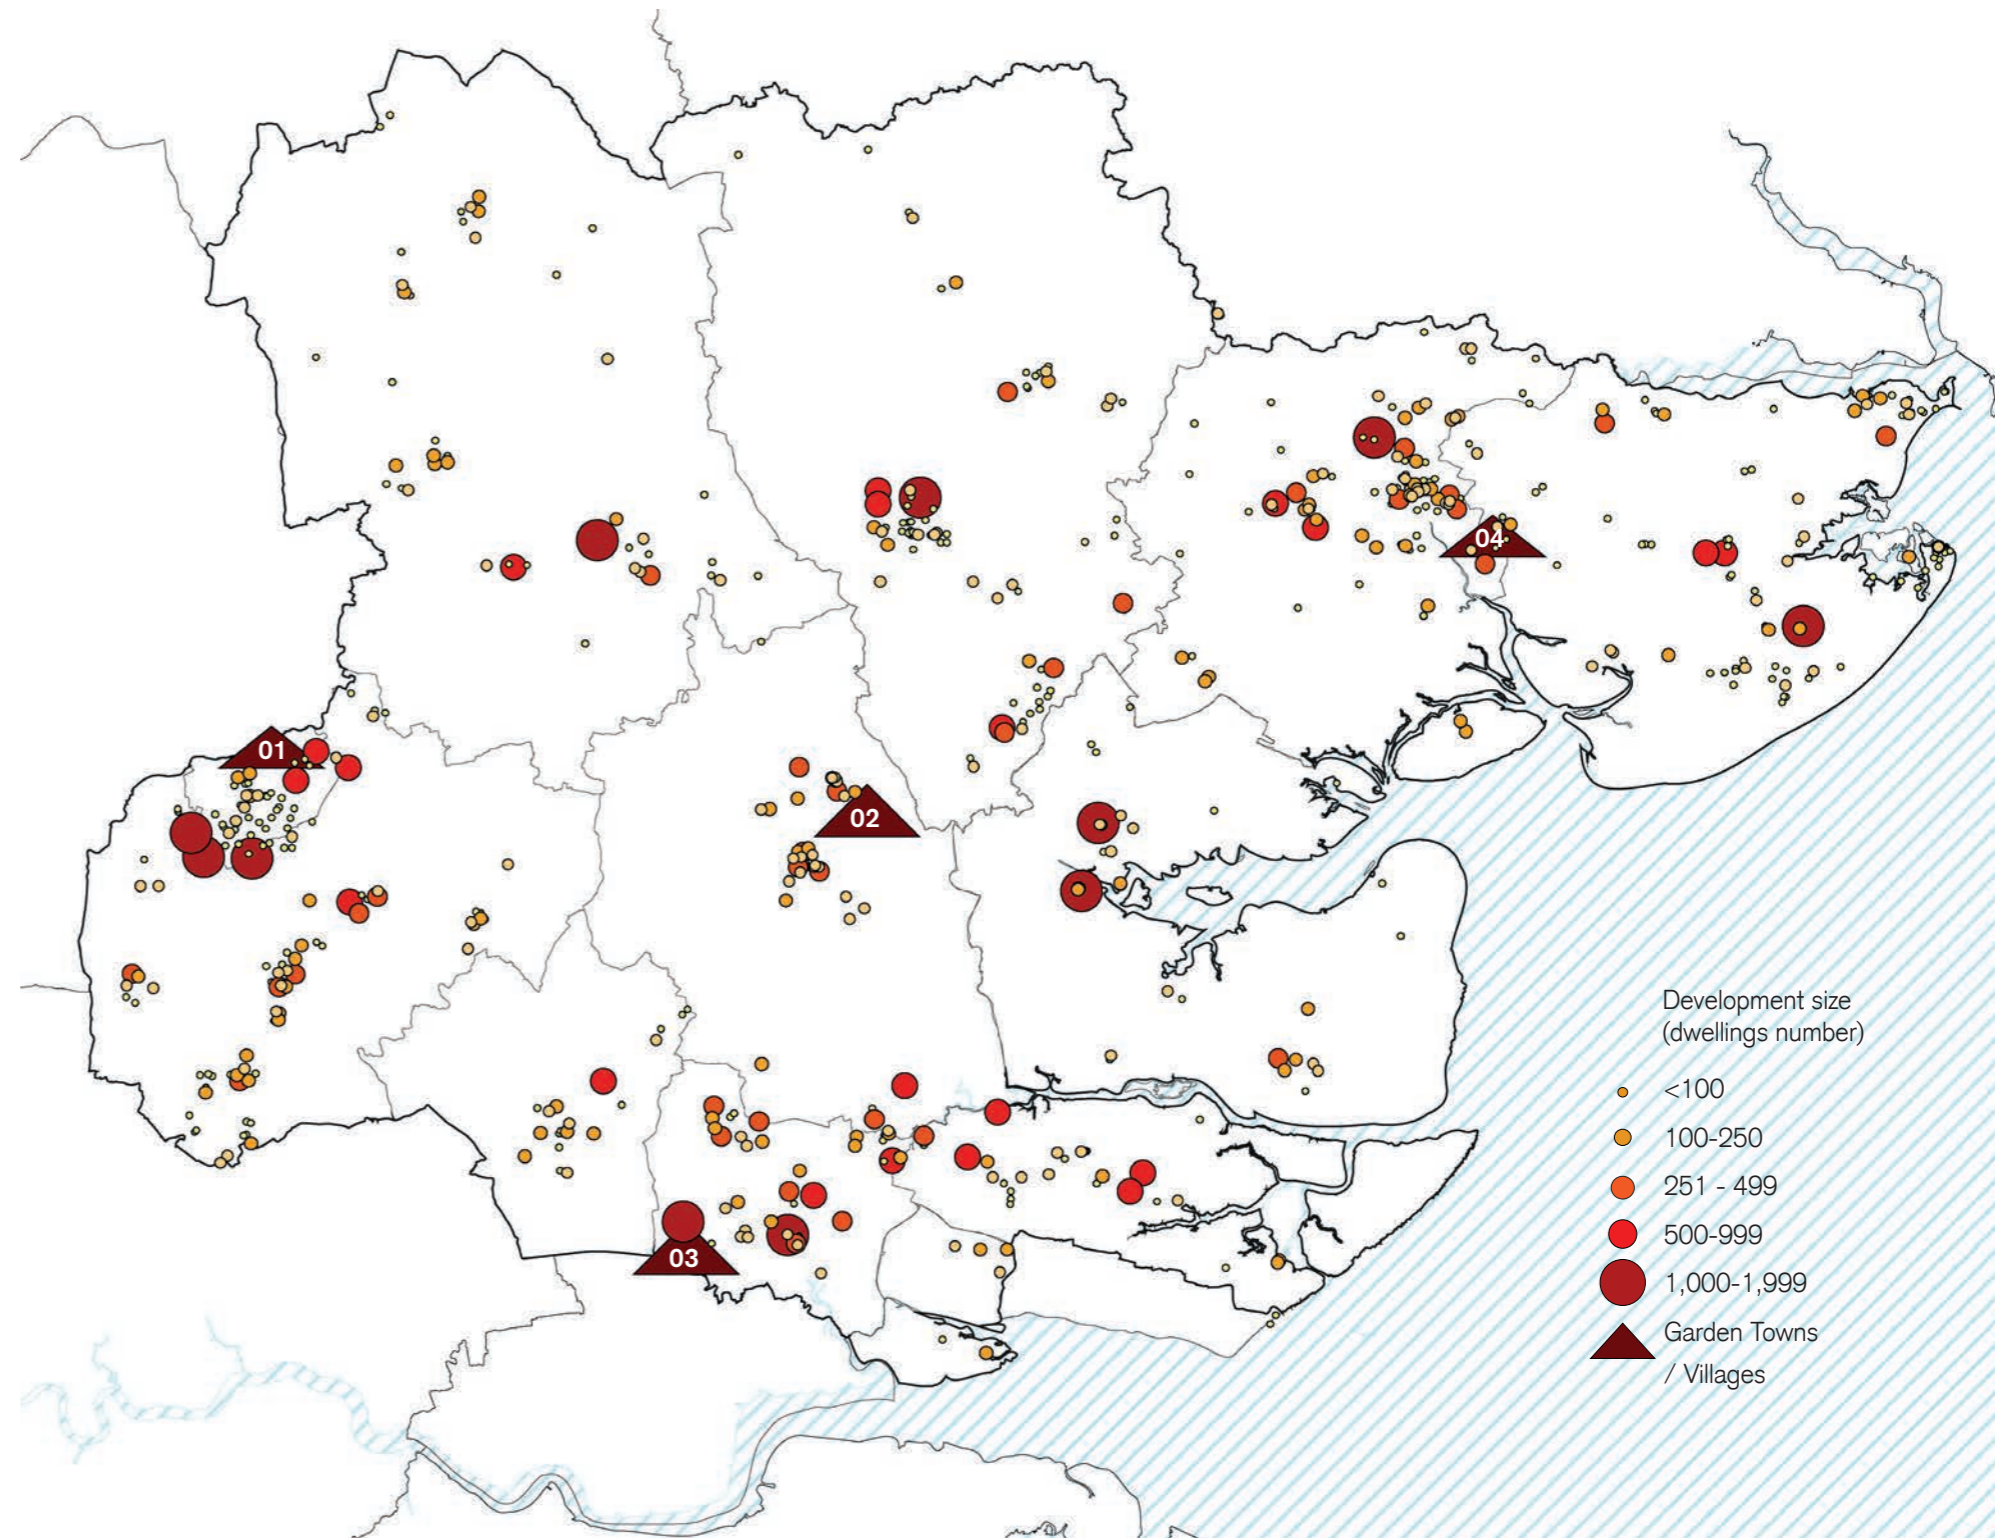 01
02
03
04
Development size
(dwellings number)
<100
100-250
251 - 499
500-999
1,000-1,999
Garden Towns
/ Villages